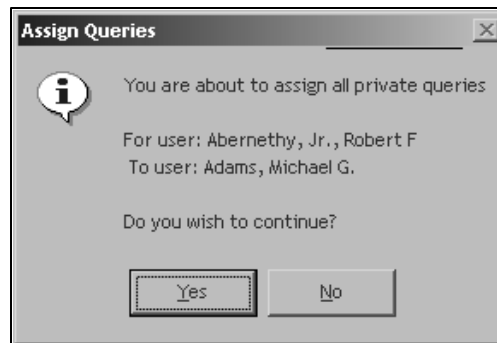 Assign Queries
You are about to assign all private queries
For user: Abernethy, Jr., Robert F
To user: Adams, Michael G.
Do you wish to continue?
Yes
No